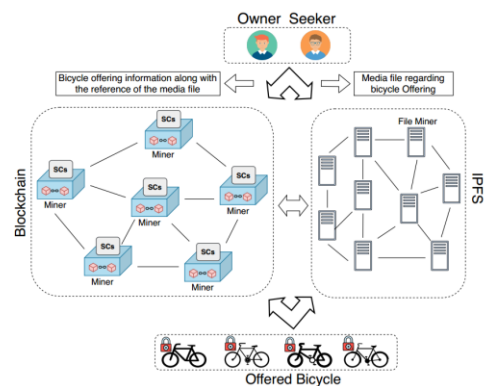 Owner Seeker
Bicycle offering information along with
the reference of the media file
Media file regarding
bicycle Offering
Blockchain
SCs
Miner
SCs
Miner
SCs
Miner
SCs
Miner
SCs
Miner
SCs
Miner
File Miner
IPFS
Offered Bicycle